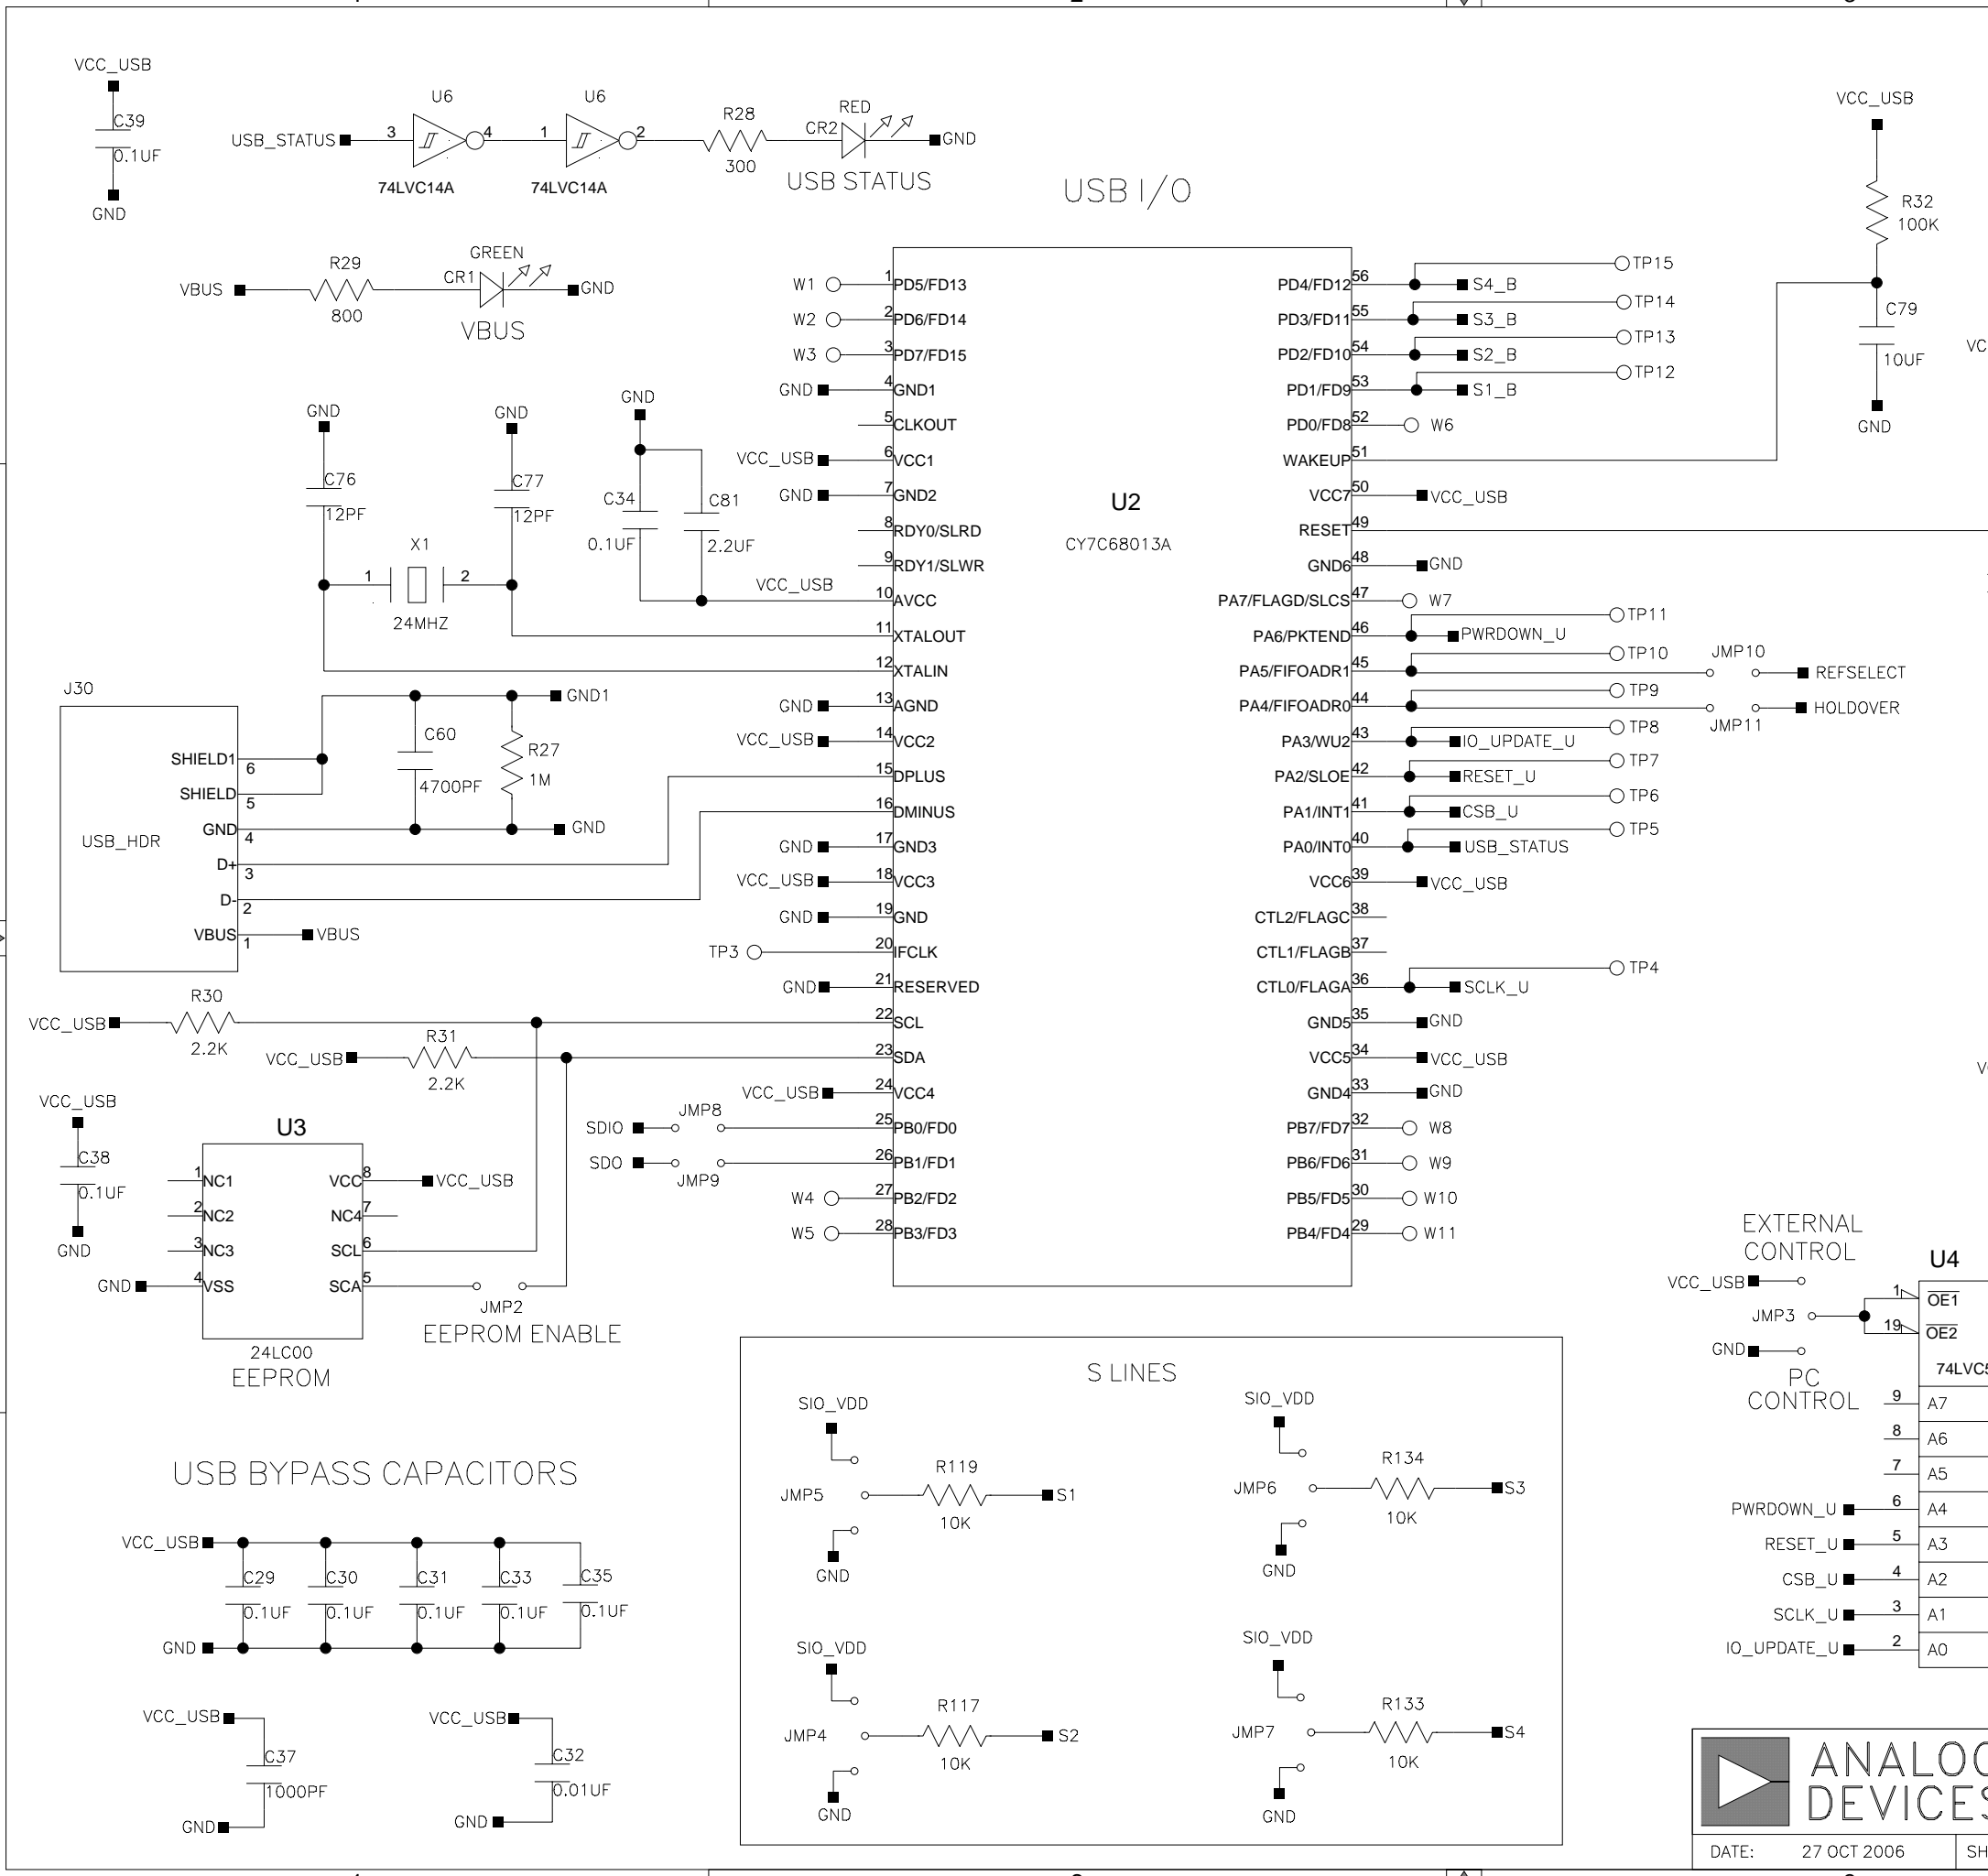 VCC_USB
C39
0.1UF
GND
U6
U6
USB_STATUS
3
4
1
2
74LVC14A
74LVC14A
R28
300
RED
CR2
GND
USB STATUS
USB I/O
VCC_USB
R32
100K
C79
10UF
GND
VBUS
R29
800
GREEN
CR1
GND
VBUS
W1
1
PD5/FD13
W2
2
PD6/FD14
W3
3
PD7/FD15
GND
4
GND1
5
CLKOUT
VCC_USB
6
VCC1
GND
7
GND2
8
RDY0/SLRD
9
RDY1/SLWR
VCC_USB
10
AVCC
11
XTALOUT
12
XTALIN
GND
13
AGND
VCC_USB
14
VCC2
15
DPLUS
16
DMINUS
GND
17
GND3
VCC_USB
18
VCC3
GND
19
GND
TP3
20
IFCLK
GND
21
RESERVED
22
SCL
23
SDA
VCC_USB
24
VCC4
SDIO
JMP8
25
PB0/FD0
SDO
JMP9
26
PB1/FD1
W4
27
PB2/FD2
W5
28
PB3/FD3
U2
CY7C68013A
PD4/FD12
56
S4_B
TP15
PD3/FD11
55
S3_B
TP14
PD2/FD10
54
S2_B
TP13
PD1/FD9
53
S1_B
TP12
PD0/FD8
52
W6
WAKEUP
51
VCC7
50
VCC_USB
RESET
49
GND6
48
GND
PA7/FLAGD/SLCS
47
W7
PA6/PKTEND
46
PWRDOWN_U
TP11
PA5/FIFOADR1
45
TP10
JMP10
REFSELECT
PA4/FIFOADR0
44
TP9
JMP11
HOLDOVER
PA3/WU2
43
IO_UPDATE_U
TP8
PA2/SLOE
42
RESET_U
TP7
PA1/INT1
41
CSB_U
TP6
PA0/INT0
40
USB_STATUS
TP5
VCC6
39
VCC_USB
CTL2/FLAGC
38
CTL1/FLAGB
37
CTL0/FLAGA
36
SCLK_U
TP4
GND5
35
GND
VCC5
34
VCC_USB
GND4
33
GND
PB7/FD7
32
W8
PB6/FD6
31
W9
PB5/FD5
30
W10
PB4/FD4
29
W11
GND
C76
12PF
GND
C77
12PF
X1
1
2
24MHZ
GND
C34
0.1UF
C81
2.2UF
J30
USB_HDR
SHIELD1
6
SHIELD
5
GND
4
D+
3
D-
2
VBUS
1
VBUS
GND1
C60
4700PF
R27
1M
GND
R30
VCC_USB
2.2K
R31
VCC_USB
2.2K
VCC_USB
C38
0.1UF
GND
U3
1
NC1
2
NC2
3
NC3
GND
4
VSS
VCC
8
VCC_USB
NC4
7
SCL
6
SCA
5
JMP2
EEPROM ENABLE
24LC00
EEPROM
EXTERNAL
CONTROL
VCC_USB
JMP3
GND
PC
CONTROL
U4
1
OE1
19
OE2
74LVC5
9
A7
8
A6
7
A5
PWRDOWN_U
6
A4
RESET_U
5
A3
CSB_U
4
A2
SCLK_U
3
A1
IO_UPDATE_U
2
A0
USB BYPASS CAPACITORS
VCC_USB
C29
0.1UF
C30
0.1UF
C31
0.1UF
C33
0.1UF
C35
0.1UF
GND
VCC_USB
C37
1000PF
GND
VCC_USB
C32
0.01UF
GND
S LINES
SIO_VDD
JMP5
R119
10K
S1
GND
SIO_VDD
JMP6
R134
10K
S3
GND
SIO_VDD
JMP4
R117
10K
S2
GND
SIO_VDD
JMP7
R133
10K
S4
GND
ANALOG
DEVICES
DATE:
27 OCT 2006
SH